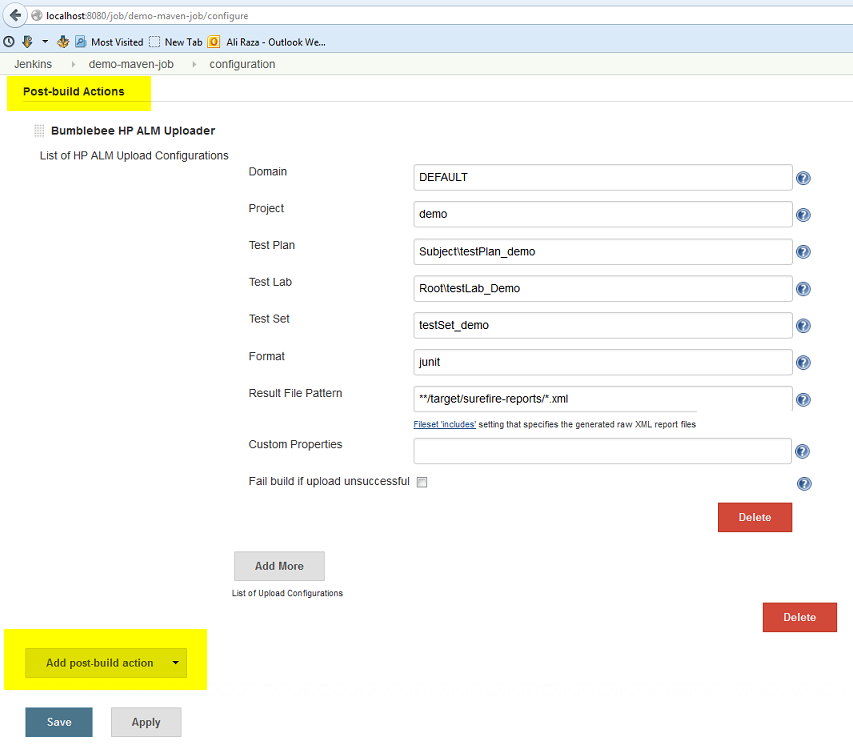 localhost:8080/job/demo-maven-job/configure
Most Visited New Tab Ali Raza - Outlook We...
Jenkins demo-maven-job configuration
Post-build Actions
Bumblebee HP ALM Uploader
List of HP ALM Upload Configurations
Domain DEFAULT
Project demo
Test Plan Subject\testPlan_demo
Test Lab Root\testLab_Demo
Test Set testSet_demo
Format junit
Result File Pattern **/target/surefire-reports/*.xml
Fileset 'includes' setting that specifies the generated raw XML report files
Custom Properties
Fail build if upload unsuccessful
Delete
Add More
List of Upload Configurations
Delete
Add post-build action
Save Apply